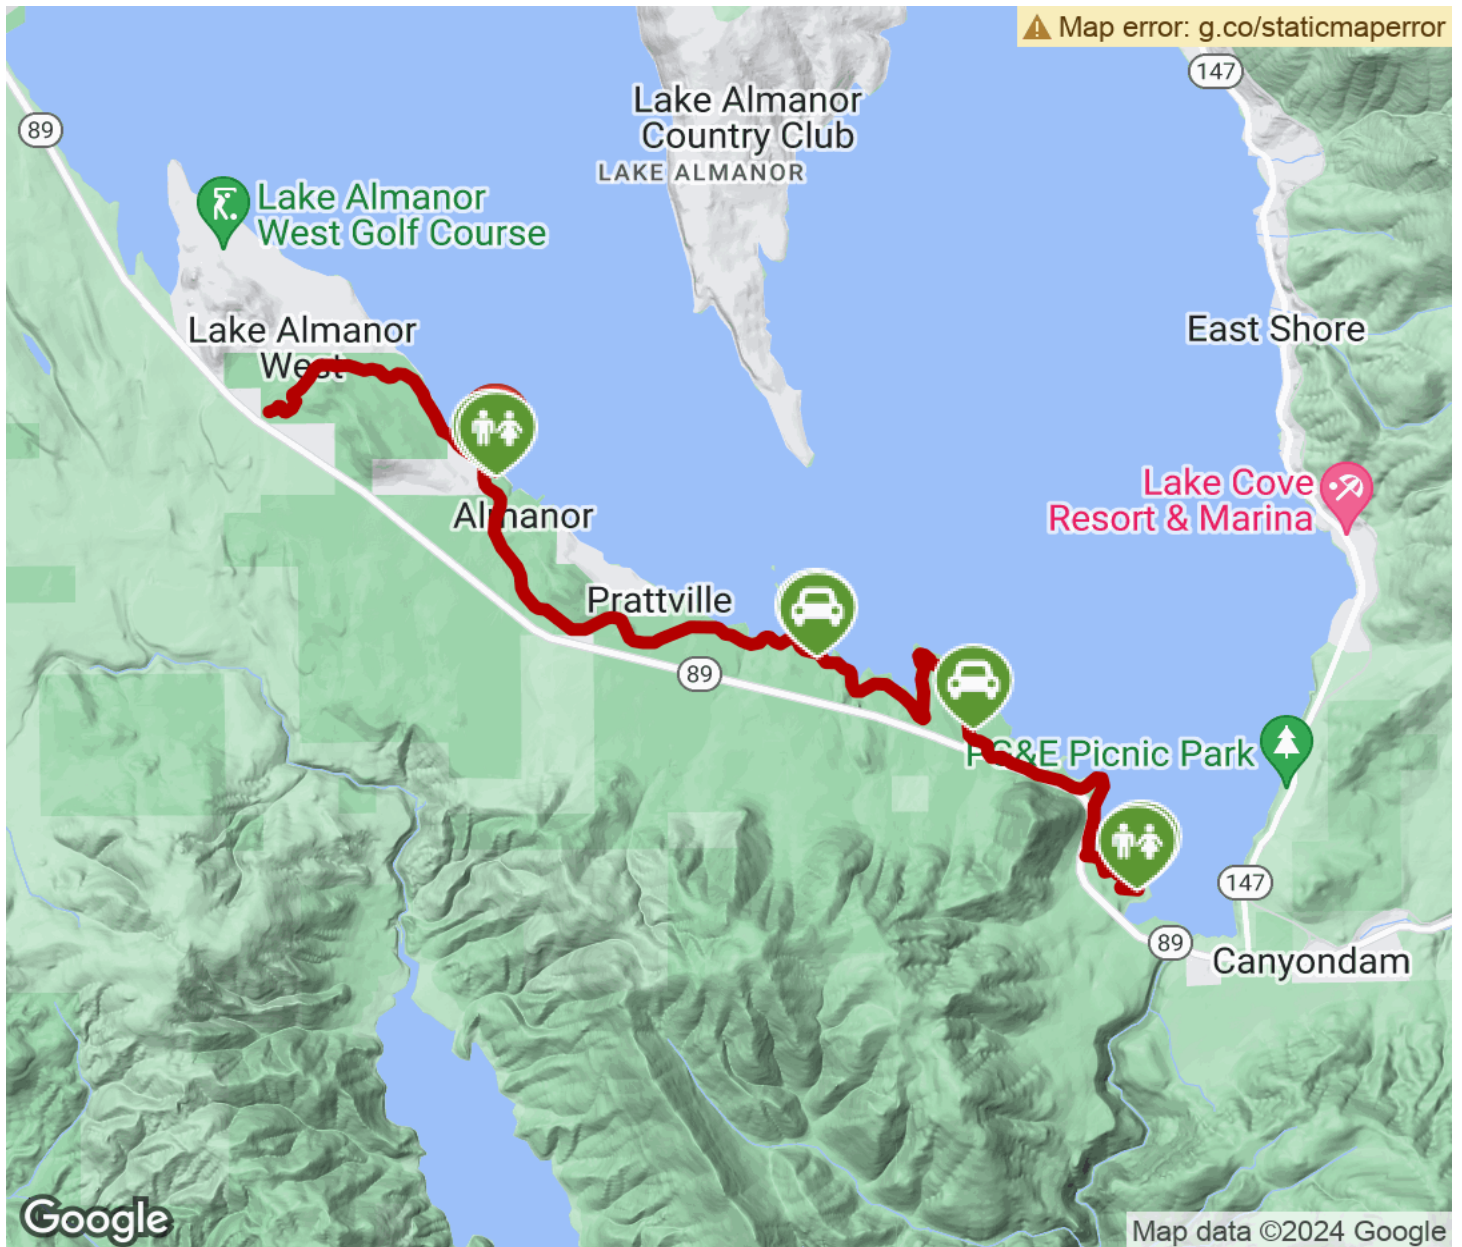 Map error: g.co/staticmaperror
147
89
Lake Almanor
Country Club
LAKE ALMANOR
Lake Almanor
West Golf Course
Lake Almanor
West
East Shore
Lake Cove
Resort & Marina
Almanor
Prattville
89
PG&E Picnic Park
147
89
Canyondam
Google
Map data ©2024 Google